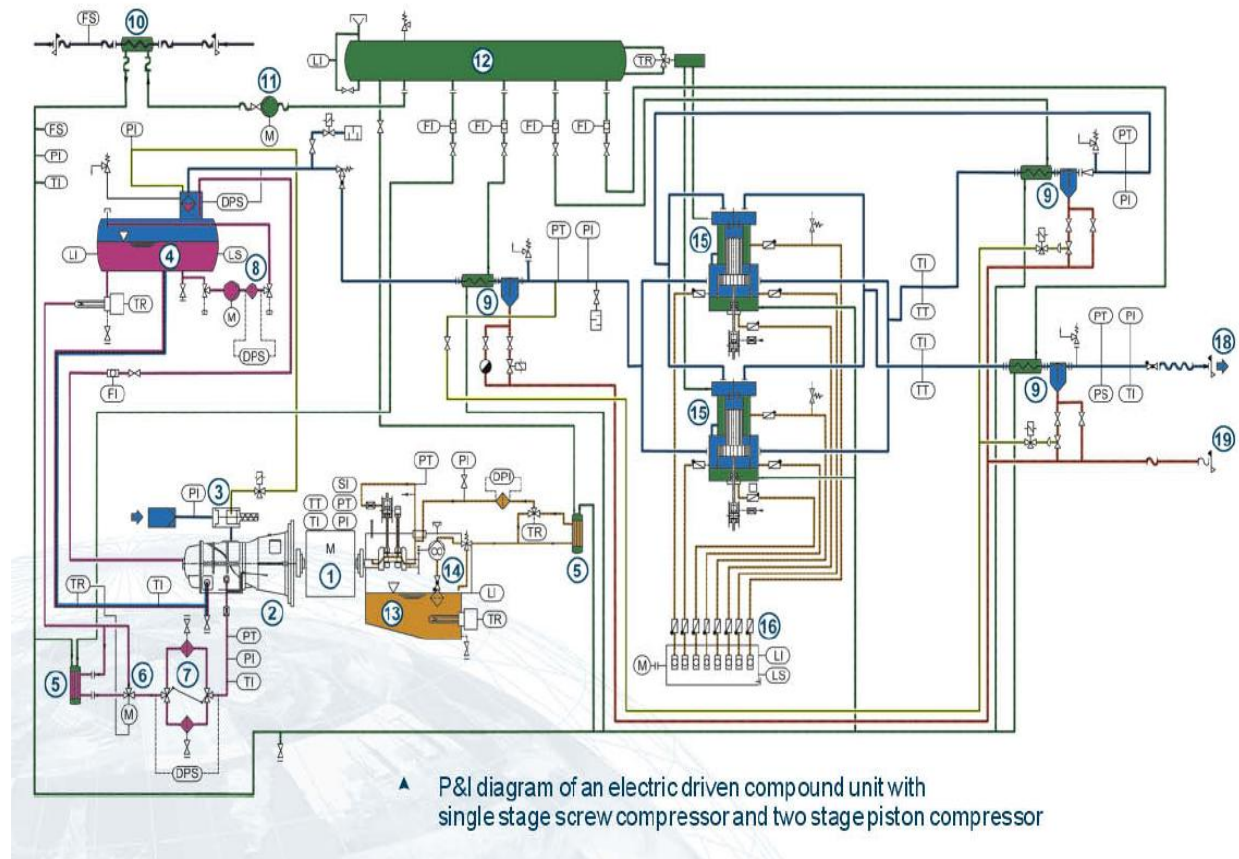 FS
10
12
LI
TR
11
M
FS
PI
TI
PI
FI
FI
FI
FI
DPS
4
LI
LS
8
TR
M
DPS
FI
PT
PI
9
15
15
TI
TT
TI
TT
9
PT
PI
9
PT
PI
PS
TI
18
19
PI
3
SI
PT
PI
DPI
TT
PT
TI
PI
M
1
2
TR
5
14
13
LI
TR
TR
TI
5
6
7
M
PT
PI
TI
DPS
16
M
LI
LS
P&I diagram of an electric driven compound unit with
single stage screw compressor and two stage piston compressor